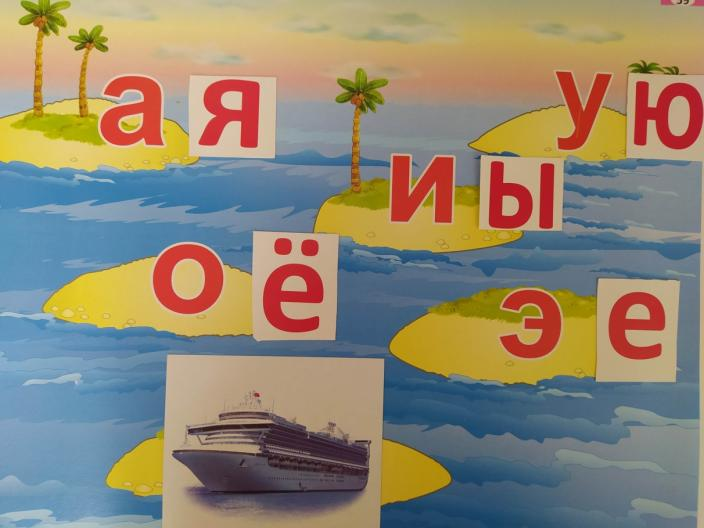 а я
у ю
и ы
о ё
э е